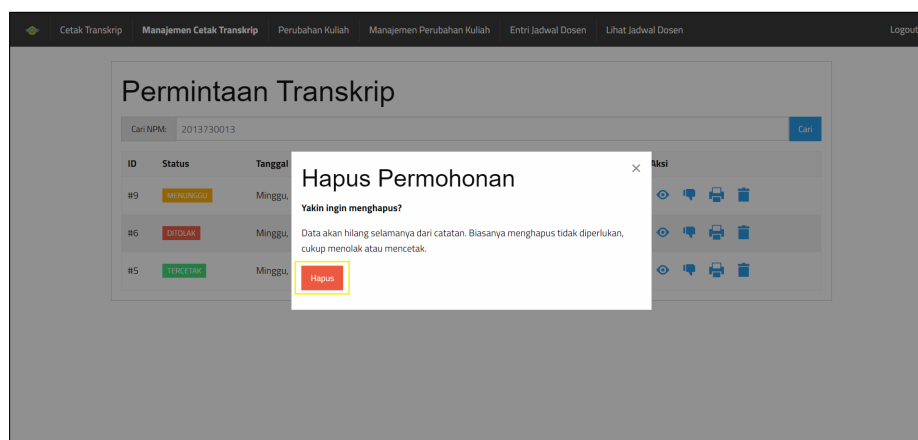 Cetak Transkrip Manajemen Cetak Transkrip Perubahan Kuliah Manajemen Perubahan Kuliah Entri Jadwal Dosen Lihat Jadwal Dosen Logout
Permintaan Transkrip
Cari NPM: 2013730013 Cari
ID Status Tanggal Aksi
Hapus Permohonan ×
#9 MENUNGGU Minggu,
Yakin ingin menghapus?
#6 DITOLAK Minggu,
Data akan hilang selamanya dari catatan. Biasanya menghapus tidak diperlukan,
cukup menolak atau mencetak.
#5 TERCETAK Minggu,
Hapus